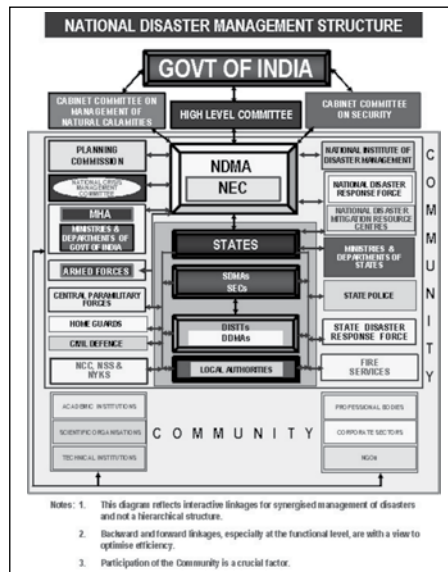 NATIONAL DISASTER MANAGEMENT STRUCTURE
GOVT OF INDIA
CABINET COMMITTEE ON
MANAGEMENT OF
NATURAL CALAMITIES
HIGH LEVEL COMMITTEE
CABINET COMMITTEE
ON SECURITY
PLANNING
COMMISSION
NDMA
NEC
NATIONAL INSTITUTE OF
DISASTER MANAGEMENT
NATIONAL CRISIS
MANAGEMENT
COMMITTEE
NATIONAL DISASTER
RESPONSE FORCE
MHA
MINISTRIES &
DEPARTMENTS OF
GOVT OF INDIA
NATIONAL DISASTER
MITIGATION RESOURCE
CENTRES
STATES
MINISTRIES &
DEPARTMENTS OF
STATES
ARMED FORCES
SDMAs
SECs
CENTRAL PARAMILITARY
FORCES
STATE POLICE
HOME GUARDS
DISTTs
DDMAs
STATE DISASTER
RESPONSE FORCE
CIVIL DEFENCE
NCC, NSS &
NYKS
LOCAL AUTHORITIES
FIRE
SERVICES
COMMUNITY
ACADEMIC INSTITUTIONS
PROFESSIONAL BODIES
SCIENTIFIC ORGANISATIONS
COMMUNITY
CORPORATE SECTORS
TECHNICAL INSTITUTIONS
NGOs
Notes: 1. This diagram reflects interactive linkages for synergised management of disasters
and not a hierarchical structure.
2. Backward and forward linkages, especially at the functional level, are with a view to
optimise efficiency.
3. Participation of the Community is a crucial factor.